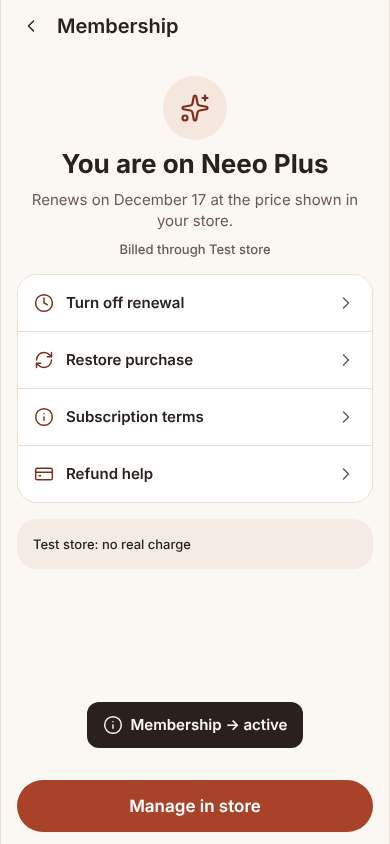 Membership
You are on Neeo Plus
Renews on December 17 at the price shown in
your store.
Billed through Test store
Turn off renewal
Restore purchase
Subscription terms
Refund help
Test store: no real charge
Membership → active
Manage in store